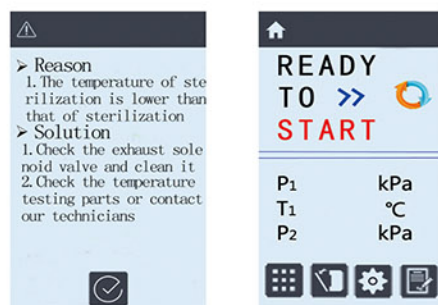 ➢ Reason
1. The temperature of ste
rilization is lower than
that of sterilization
➢ Solution
1. Check the exhaust sole
noid valve and clean it
2. Check the temperature
testing parts or contact
our technicians
READY
TO >>
START
P1 kPa
T1 ℃
P2 kPa